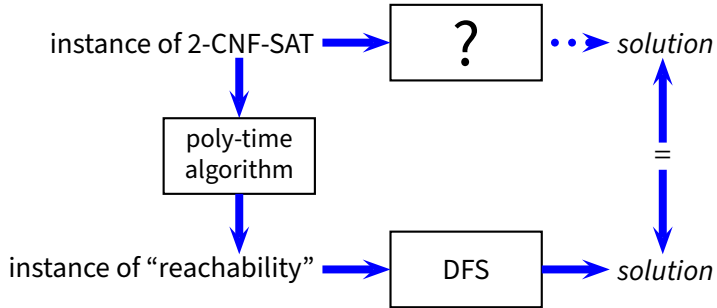 instance of 2-CNF-SAT
?
solution
poly-time
algorithm
=
instance of “reachability”
DFS
solution